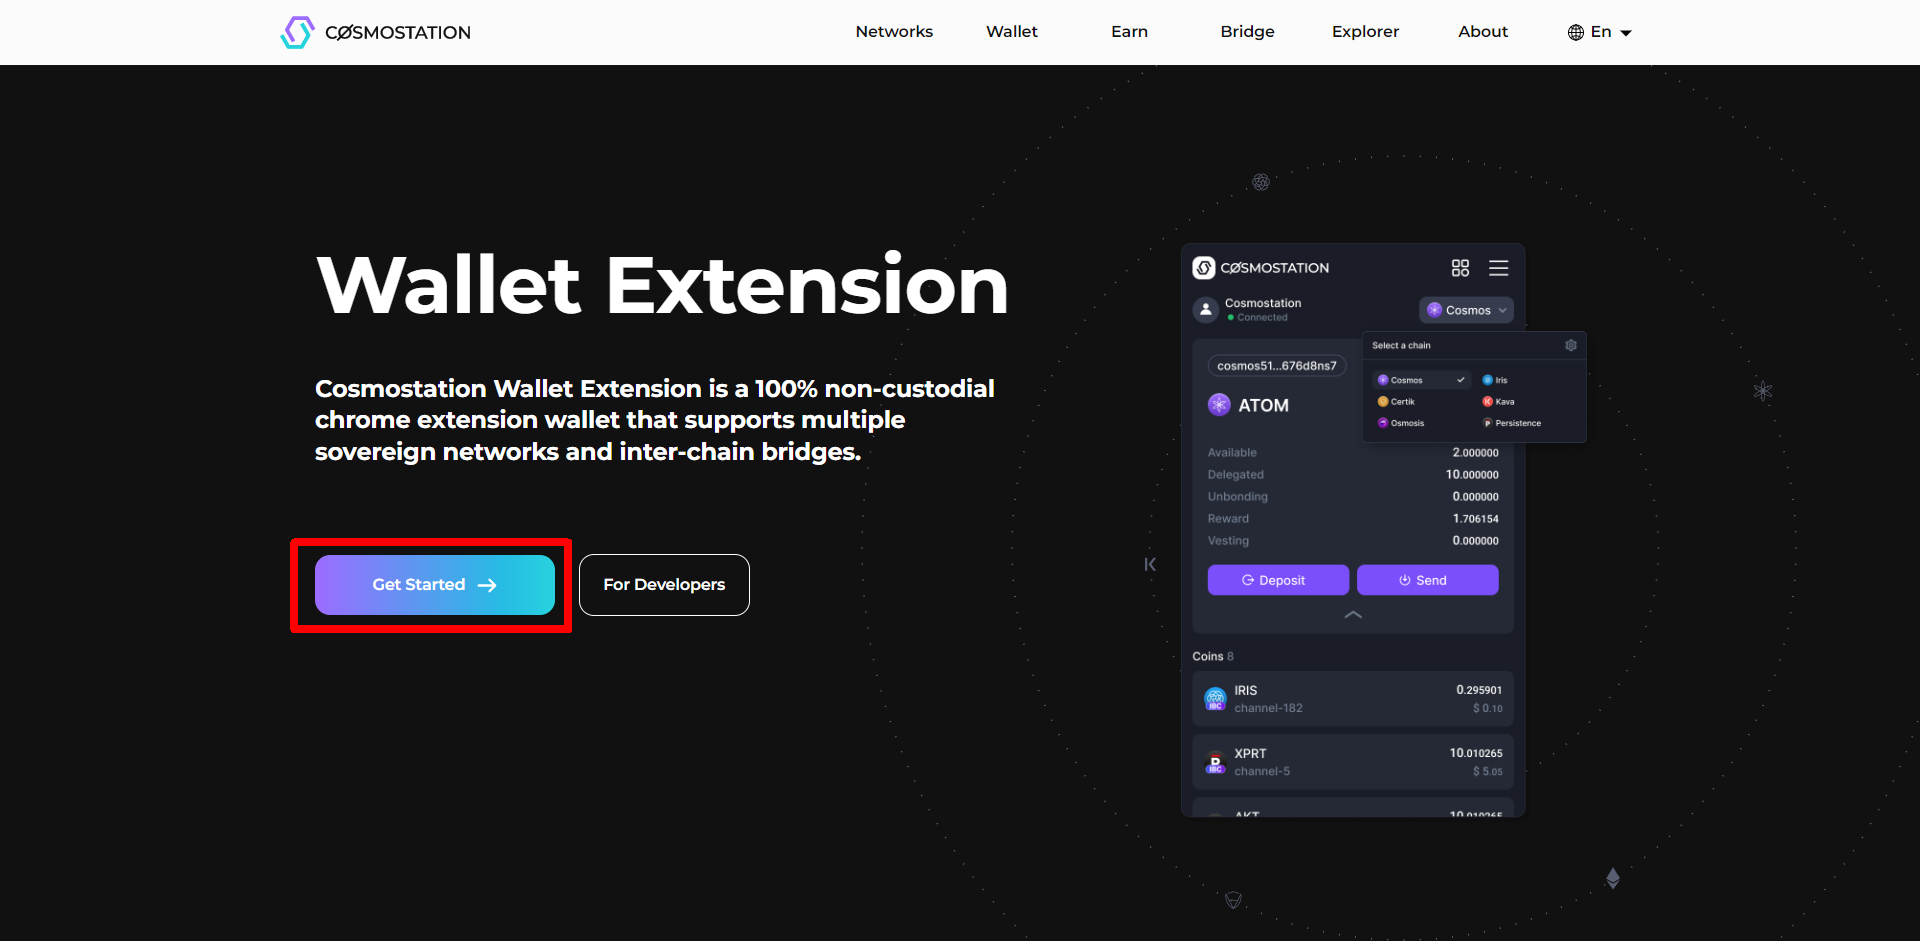 CØSMOSTATION
Networks
Wallet
Earn
Bridge
Explorer
About
En
Wallet Extension
Cosmostation Wallet Extension is a 100% non-custodial
chrome extension wallet that supports multiple
sovereign networks and inter-chain bridges.
Get Started
For Developers
CØSMOSTATION
Cosmostation
Connected
Cosmos
Select a chain
Cosmos
Iris
Certik
Kava
Osmosis
Persistence
cosmos51...676d8ns7
ATOM
Available 2.000000
Delegated 10.000000
Unbonding 0.000000
Reward 1.706154
Vesting 0.000000
Deposit
Send
Coins 8
IRIS 0.295901
channel-182 $ 0.10
IBC
XPRT 10.010265
channel-5 $ 5.05
IBC
AKT 10.010265